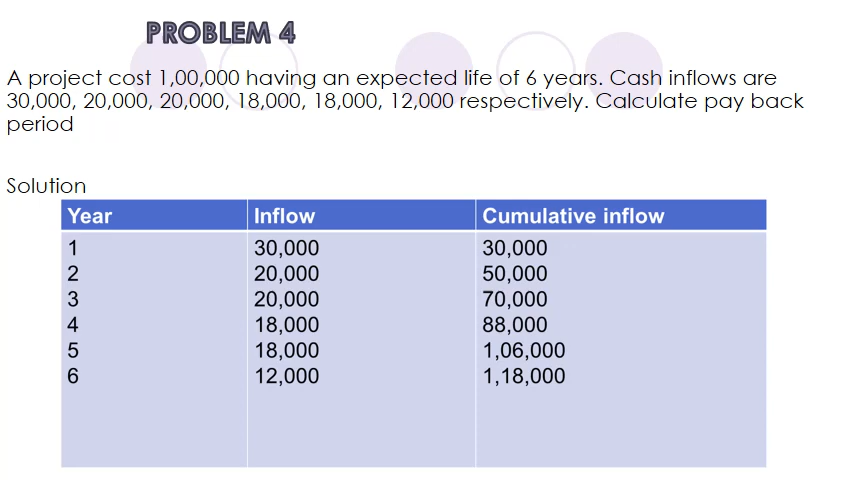 PROBLEM 4
A project cost 1,00,000 having an expected life of 6 years. Cash inflows are
30,000, 20,000, 20,000, 18,000, 18,000, 12,000 respectively. Calculate pay back
period
Solution
Year Inflow Cumulative inflow
1 30,000 30,000
2 20,000 50,000
3 20,000 70,000
4 18,000 88,000
5 18,000 1,06,000
6 12,000 1,18,000